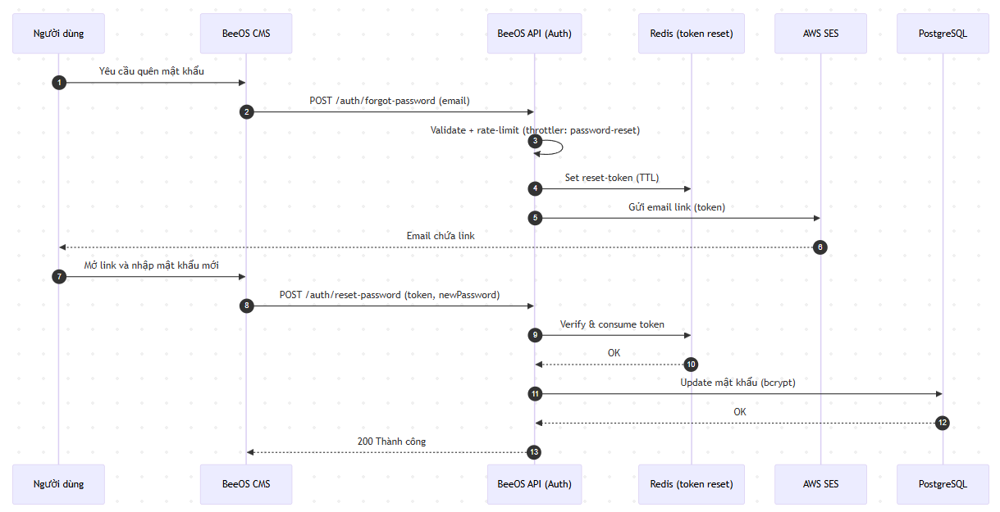 Người dùng
BeeOS CMS
BeeOS API (Auth)
Redis (token reset)
AWS SES
PostgreSQL
Yêu cầu quên mật khẩu
1
POST /auth/forgot-password (email)
2
Validate + rate-limit (throttler: password-reset)
3
Set reset-token (TTL)
4
Gửi email link (token)
5
Email chứa link
6
Mở link và nhập mật khẩu mới
7
POST /auth/reset-password (token, newPassword)
8
Verify & consume token
9
OK
10
Update mật khẩu (bcrypt)
11
OK
12
200 Thành công
13
Người dùng
BeeOS CMS
BeeOS API (Auth)
Redis (token reset)
AWS SES
PostgreSQL